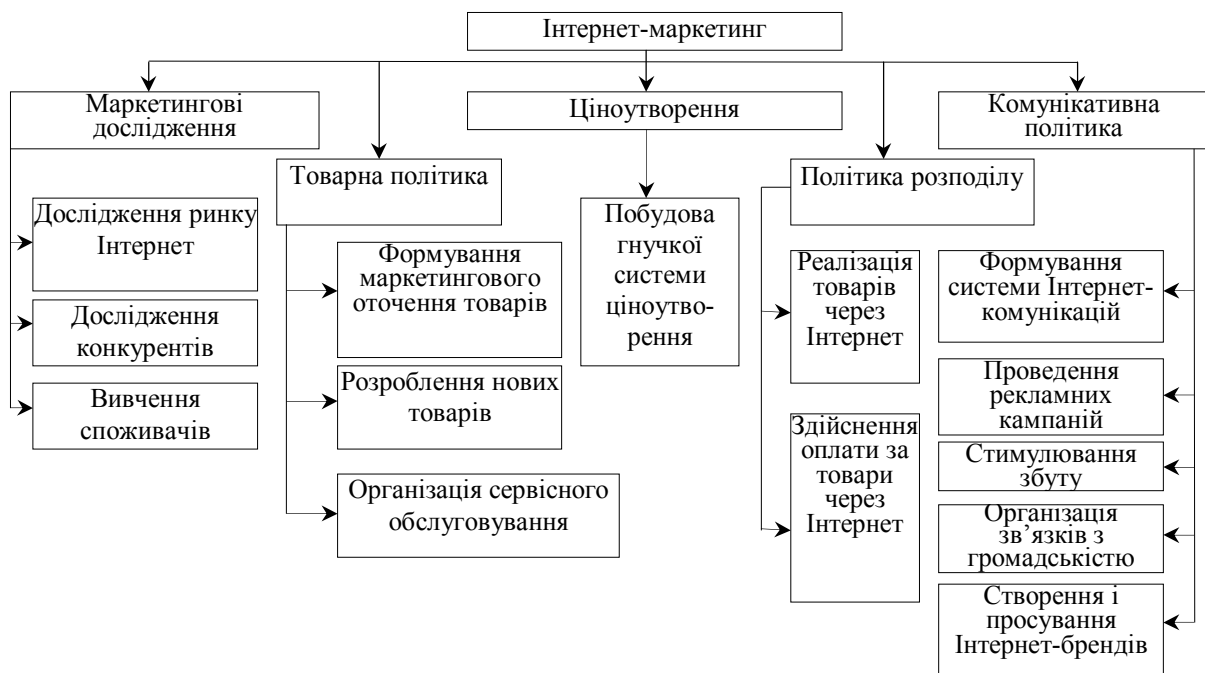 Інтернет-маркетинг
Маркетингові
дослідження
Ціноутворення
Комунікативна
політика
Товарна політика
Політика розподілу
Дослідження ринку
Інтернет
Дослідження
конкурентів
Вивчення
споживачів
Формування
маркетингового
оточення товарів
Розроблення нових
товарів
Організація сервісного
обслуговування
Побудова
гнучкої
системи
ціноутво-
рення
Реалізація
товарів
через
Інтернет
Здійснення
оплати за
товари
через
Інтернет
Формування
системи Інтернет-
комунікацій
Проведення
рекламних
кампаній
Стимулювання
збуту
Організація
зв’язків з
громадськістю
Створення і
просування
Інтернет-брендів